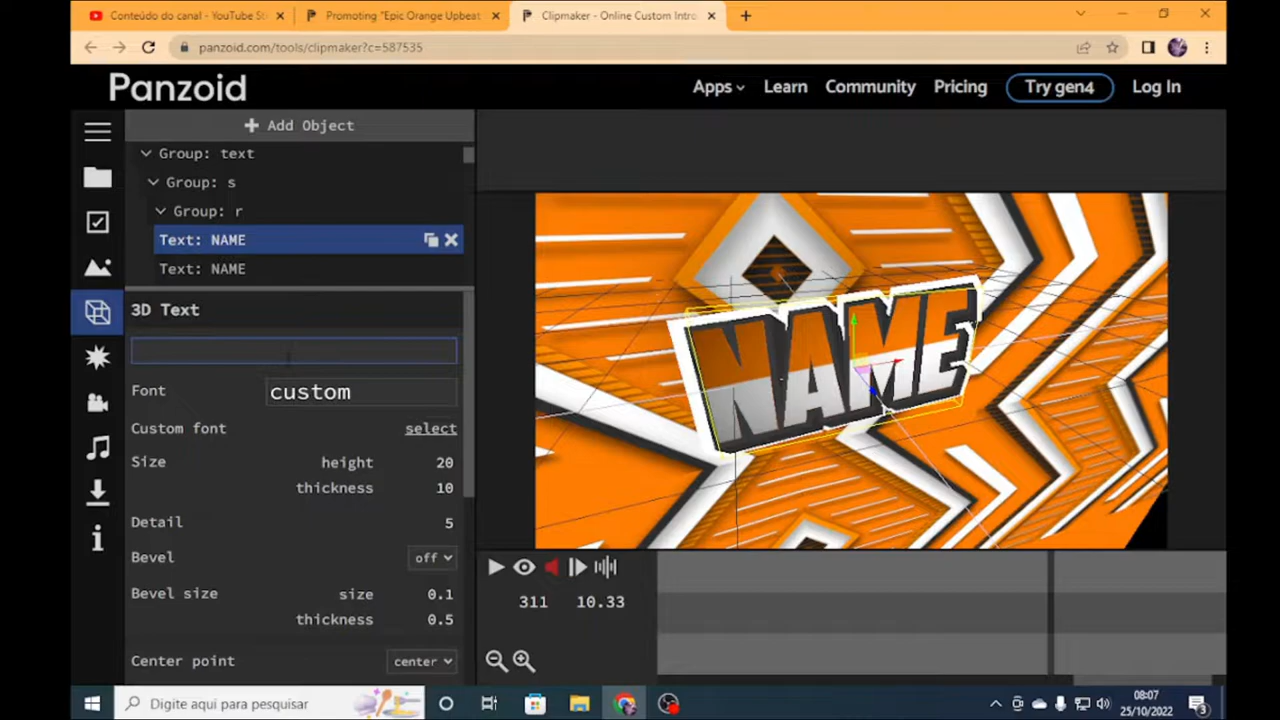 Conteúdo do canal - YouTube St
Promoting "Epic Orange Upbeat
Clipmaker - Online Custom Intro
panzoid.com/tools/clipmaker?c=587535
Panzoid
Apps
Learn
Community
Pricing
Try gen4
Log In
+ Add Object
Group: text
Group: s
Group: r
Text: NAME
Text: NAME
3D Text
Font custom
Custom font select
Size height 20
thickness 10
Detail 5
Bevel off
Bevel size size 0.1
thickness 0.5
Center point center
NAME
311 10.33
Digite aqui para pesquisar
08:07
25/10/2022
3